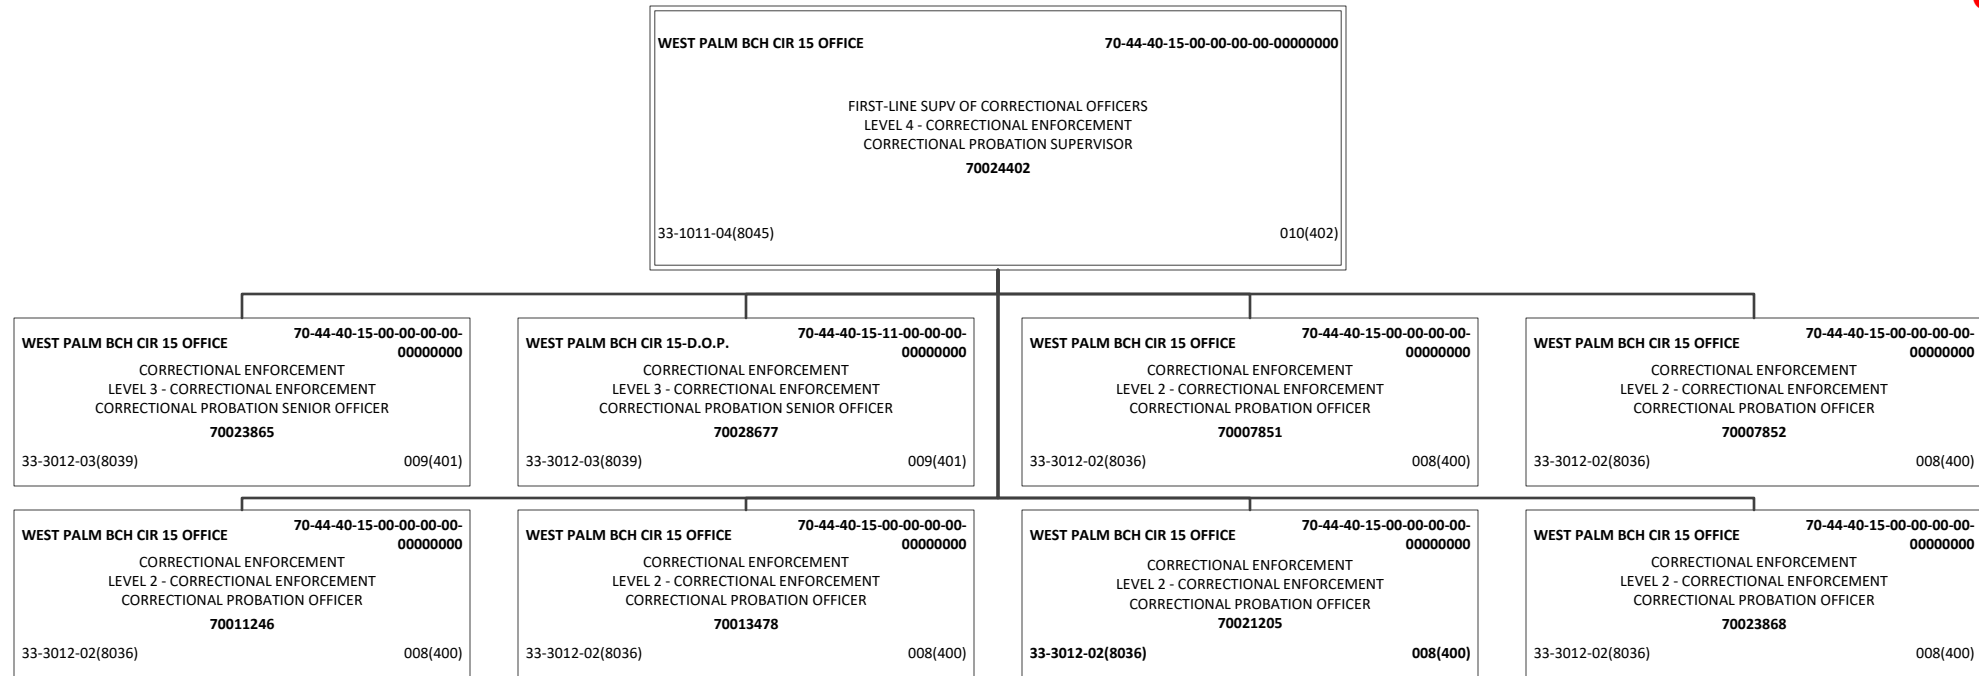 WEST PALM BCH CIR 15 OFFICE 70-44-40-15-00-00-00-00-00000000
FIRST-LINE SUPV OF CORRECTIONAL OFFICERS
LEVEL 4 - CORRECTIONAL ENFORCEMENT
CORRECTIONAL PROBATION SUPERVISOR
70024402
33-1011-04(8045) 010(402)
WEST PALM BCH CIR 15 OFFICE 70-44-40-15-00-00-00-00-
00000000
CORRECTIONAL ENFORCEMENT
LEVEL 3 - CORRECTIONAL ENFORCEMENT
CORRECTIONAL PROBATION SENIOR OFFICER
70023865
33-3012-03(8039) 009(401)
WEST PALM BCH CIR 15-D.O.P. 70-44-40-15-11-00-00-00-
00000000
CORRECTIONAL ENFORCEMENT
LEVEL 3 - CORRECTIONAL ENFORCEMENT
CORRECTIONAL PROBATION SENIOR OFFICER
70028677
33-3012-03(8039) 009(401)
WEST PALM BCH CIR 15 OFFICE 70-44-40-15-00-00-00-00-
00000000
CORRECTIONAL ENFORCEMENT
LEVEL 2 - CORRECTIONAL ENFORCEMENT
CORRECTIONAL PROBATION OFFICER
70007851
33-3012-02(8036) 008(400)
WEST PALM BCH CIR 15 OFFICE 70-44-40-15-00-00-00-00-
00000000
CORRECTIONAL ENFORCEMENT
LEVEL 2 - CORRECTIONAL ENFORCEMENT
CORRECTIONAL PROBATION OFFICER
70007852
33-3012-02(8036) 008(400)
WEST PALM BCH CIR 15 OFFICE 70-44-40-15-00-00-00-00-
00000000
CORRECTIONAL ENFORCEMENT
LEVEL 2 - CORRECTIONAL ENFORCEMENT
CORRECTIONAL PROBATION OFFICER
70011246
33-3012-02(8036) 008(400)
WEST PALM BCH CIR 15 OFFICE 70-44-40-15-00-00-00-00-
00000000
CORRECTIONAL ENFORCEMENT
LEVEL 2 - CORRECTIONAL ENFORCEMENT
CORRECTIONAL PROBATION OFFICER
70013478
33-3012-02(8036) 008(400)
WEST PALM BCH CIR 15 OFFICE 70-44-40-15-00-00-00-00-
00000000
CORRECTIONAL ENFORCEMENT
LEVEL 2 - CORRECTIONAL ENFORCEMENT
CORRECTIONAL PROBATION OFFICER
70021205
33-3012-02(8036) 008(400)
WEST PALM BCH CIR 15 OFFICE 70-44-40-15-00-00-00-00-
00000000
CORRECTIONAL ENFORCEMENT
LEVEL 2 - CORRECTIONAL ENFORCEMENT
CORRECTIONAL PROBATION OFFICER
70023868
33-3012-02(8036) 008(400)